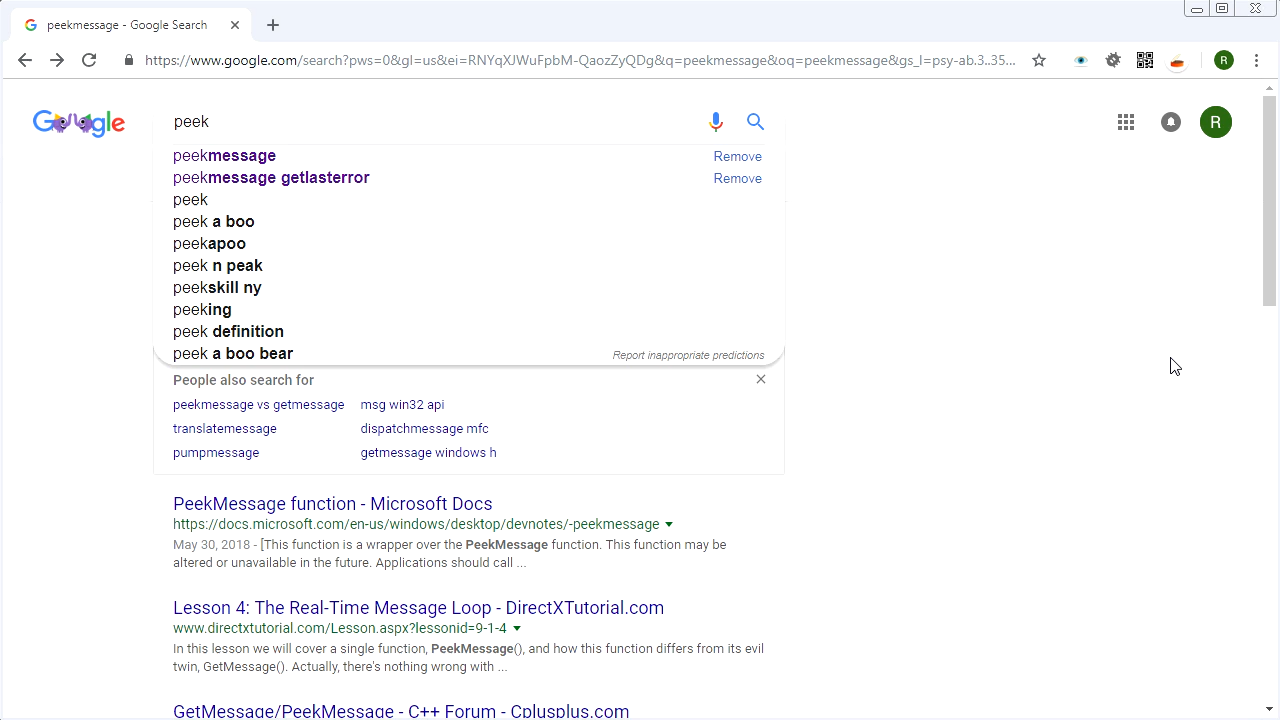 peekmessage - Google Search
https://www.google.com/search?pws=0&gl=us&ei=RNYqXJWuFpbM-QaozZyQDg&q=peekmessage&oq=peekmessage&gs_l=psy-ab.3..35...
R
Google
peek
R
peekmessage Remove
peekmessage getlasterror Remove
peek
peek a boo
peekapoo
peek n peak
peekskill ny
peeking
peek definition
peek a boo bear
Report inappropriate predictions
People also search for
peekmessage vs getmessage msg win32 api
translatemessage dispatchmessage mfc
pumpmessage getmessage windows h
PeekMessage function - Microsoft Docs
https://docs.microsoft.com/en-us/windows/desktop/devnotes/-peekmessage
May 30, 2018 - [This function is a wrapper over the PeekMessage function. This function may be
altered or unavailable in the future. Applications should call ...
Lesson 4: The Real-Time Message Loop - DirectXTutorial.com
www.directxtutorial.com/Lesson.aspx?lessonid=9-1-4
In this lesson we will cover a single function, PeekMessage(), and how this function differs from its evil
twin, GetMessage(). Actually, there's nothing wrong with ...
GetMessage/PeekMessage - C++ Forum - Cplusplus.com